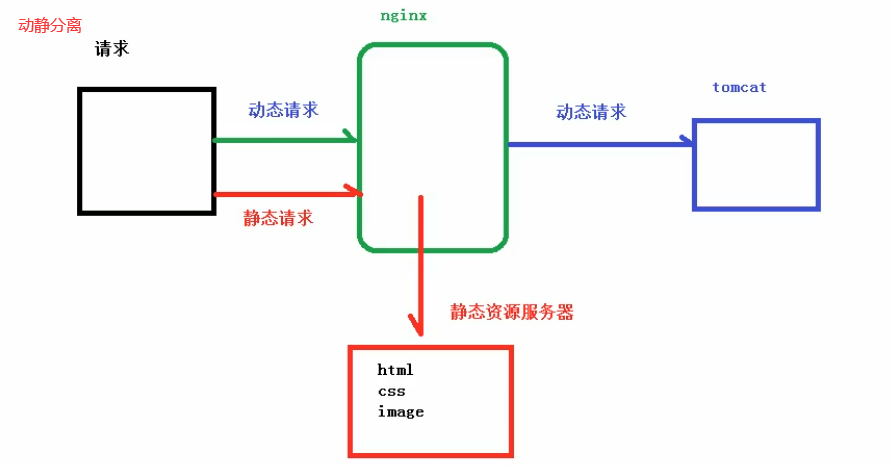 动静分离
nginx
请求
tomcat
动态请求
动态请求
静态请求
静态资源服务器
html
css
image